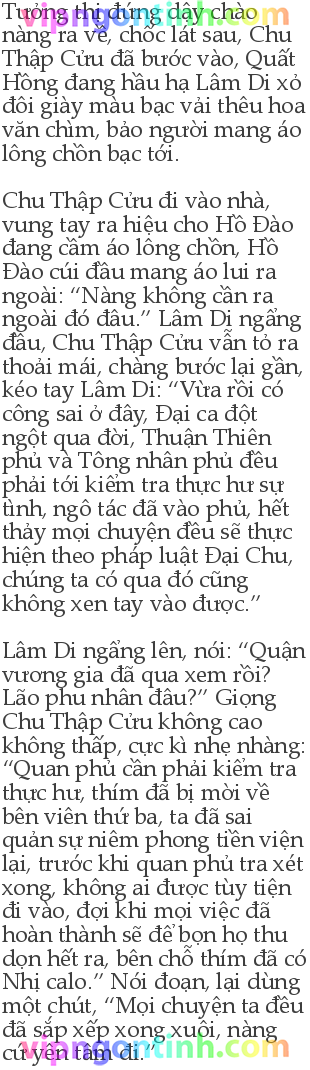 Tưởng thị đứng dậy chào
nàng ra về, chốc lát sau, Chu
Thập Cửu đã bước vào, Quất
Hồng đang hầu hạ Lâm Di xỏ
đôi giày màu bạc vải thêu hoa
văn chìm, bảo người mang áo
lông chồn bạc tới.

Chu Thập Cửu đi vào nhà,
vung tay ra hiệu cho Hồ Đào
đang cầm áo lông chồn, Hồ
Đào cúi đầu mang áo lui ra
ngoài: “Nàng không cần ra
ngoài đó đâu.” Lâm Di ngẩng
đầu, Chu Thập Cửu vẫn tỏ ra
thoải mái, chàng bước lại gần,
kéo tay Lâm Di: “Vừa rồi có
công sai ở đây, Đại ca đột
ngột qua đời, Thuận Thiên
phủ và Tông nhân phủ đều
phải tới kiểm tra thực hư sự
tình, ngô tác đã vào phủ, hết
thảy mọi chuyện đều sẽ thực
hiện theo pháp luật Đại Chu,
chúng ta có qua đó cũng
không xen tay vào được.”

Lâm Di ngẩng lên, nói: “Quận
vương gia đã qua xem rồi?
Lão phu nhân đâu?” Giọng
Chu Thập Cửu không cao
không thấp, cực kì nhẹ nhàng:
“Quan phủ cần phải kiểm tra
thực hư, thím đã bị mời về
bên viên thứ ba, ta đã sai
quản sự niêm phong tiền viện
lại, trước khi quan phủ tra xét
xong, không ai được tùy tiện
đi vào, đợi khi mọi việc đã
hoàn thành sẽ để bọn họ thu
dọn hết ra, bên chỗ thím đã có
Nhị calo.” Nói đoạn, lại dừng
một chút, “Mọi chuyện ta đều
đã sắp xếp xong xuôi, nàng
cứ yên tâm đi.”
vipngontinh.com
vipngontinh.com